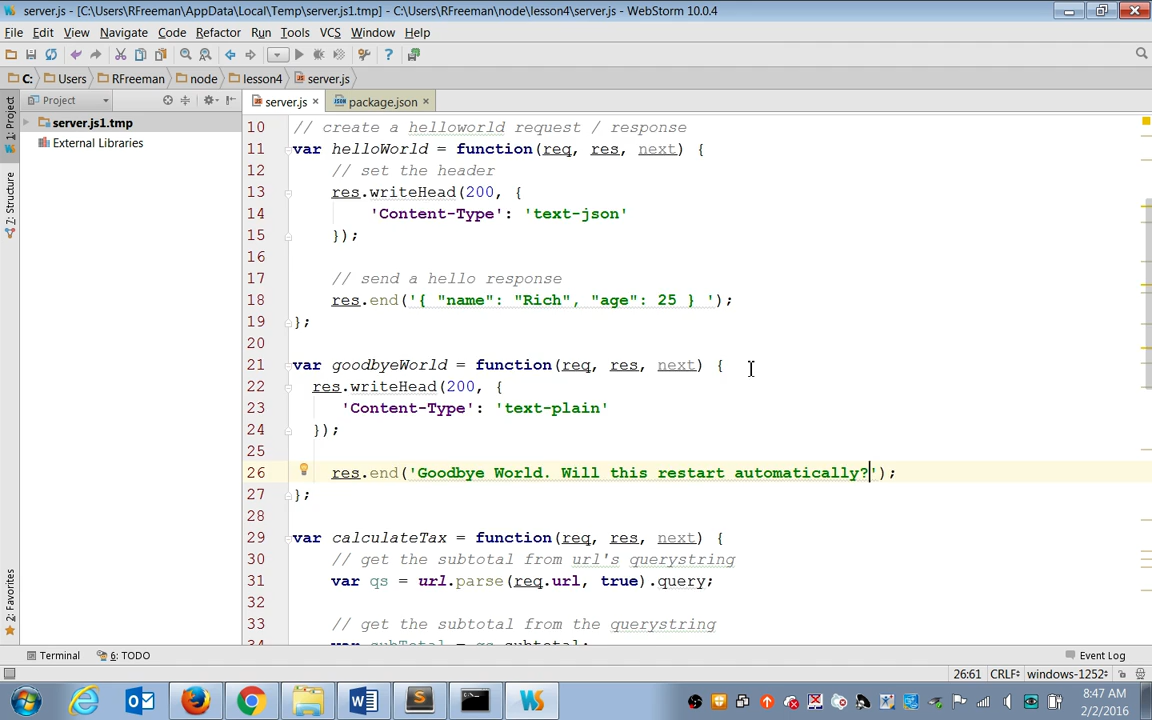 server.js - [C:\Users\RFreeman\AppData\Local\Temp\server.js1.tmp] - C:\Users\RFreeman\node\lesson4\server.js - WebStorm 10.0.4
File Edit View Navigate Code Refactor Run Tools VCS Window Help
C: Users RFreeman node lesson4 server.js
Project
server.js package.json
1: Project
7: Structure
2: Favorites
server.js1.tmp
External Libraries
10 // create a helloworld request / response
11 var helloWorld = function(req, res, next) {
12 // set the header
13 res.writeHead(200, {
14 'Content-Type': 'text-json'
15 });
16
17 // send a hello response
18 res.end('{ "name": "Rich", "age": 25 } ');
19 };
20
21 var goodbyeWorld = function(req, res, next) {
22 res.writeHead(200, {
23 'Content-Type': 'text-plain'
24 });
25
26 res.end('Goodbye World. Will this restart automatically?');
27 };
28
29 var calculateTax = function(req, res, next) {
30 // get the subtotal from url's querystring
31 var qs = url.parse(req.url, true).query;
32
33 // get the subtotal from the querystring
34 var subTotal = qs.subtotal;
Terminal 6: TODO Event Log
26:61 CRLF windows-1252
8:47 AM
2/2/2016